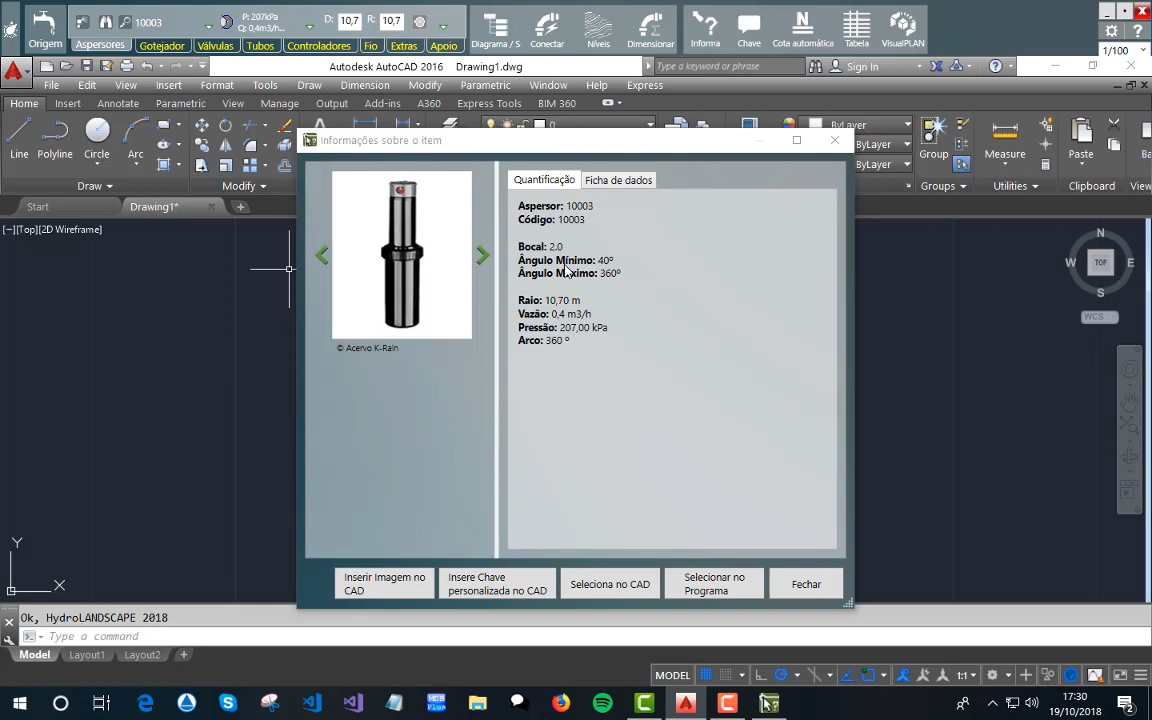 10003
P: 207kPa
Q: 0,4m3/h
D: 10,7 R: 10,7
Origem
Aspersores Gotejador Válvulas Tubos Controladores Fio Extras Apoio
Diagrama / S Conectar Níveis Dimensionar Informa Chave Cota automática Tabela VisualPLAN
1/100
Autodesk AutoCAD 2016 Drawing1.dwg
Type a keyword or phrase
Sign In
File Edit View Insert Format Tools Draw Dimension Modify Parametric Window Help Express
Home Insert Annotate Parametric View Manage Output Add-ins A360 Express Tools BIM 360
0
ByLayer
ByLayer
ByLayer
Line Polyline Circle Arc
Group Measure Paste
Draw Modify Groups Utilities Clipboard View
Start Drawing1*
[−][Top][2D Wireframe]
Informações sobre o item
Quantificação Ficha de dados
Aspersor: 10003
Código: 10003
Bocal: 2.0
Ângulo Mínimo: 40º
Ângulo Máximo: 360º
Raio: 10,70 m
Vazão: 0,4 m3/h
Pressão: 207,00 kPa
Arco: 360 º
© Acervo K-Rain
Inserir Imagem no CAD
Insere Chave personalizada no CAD
Seleciona no CAD
Selecionar no Programa
Fechar
N
W TOP E
S
WCS
Y
X
Ok, HydroLANDSCAPE 2018
Type a command
Model Layout1 Layout2
MODEL
1:1
MDB
Plus
17:30
19/10/2018
2